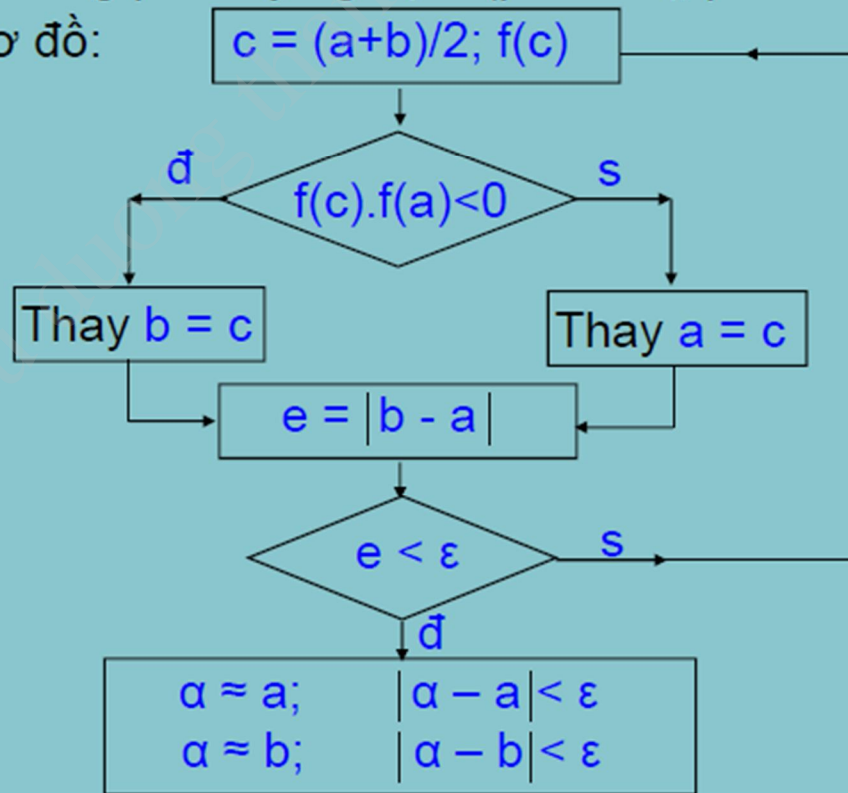 ơ đồ:
c = (a+b)/2; f(c)
đ
f(c).f(a)<0
s
Thay b = c
Thay a = c
e = |b - a|
e < ε
s
đ
α ≈ a; |α – a| < ε
α ≈ b; |α – b| < ε